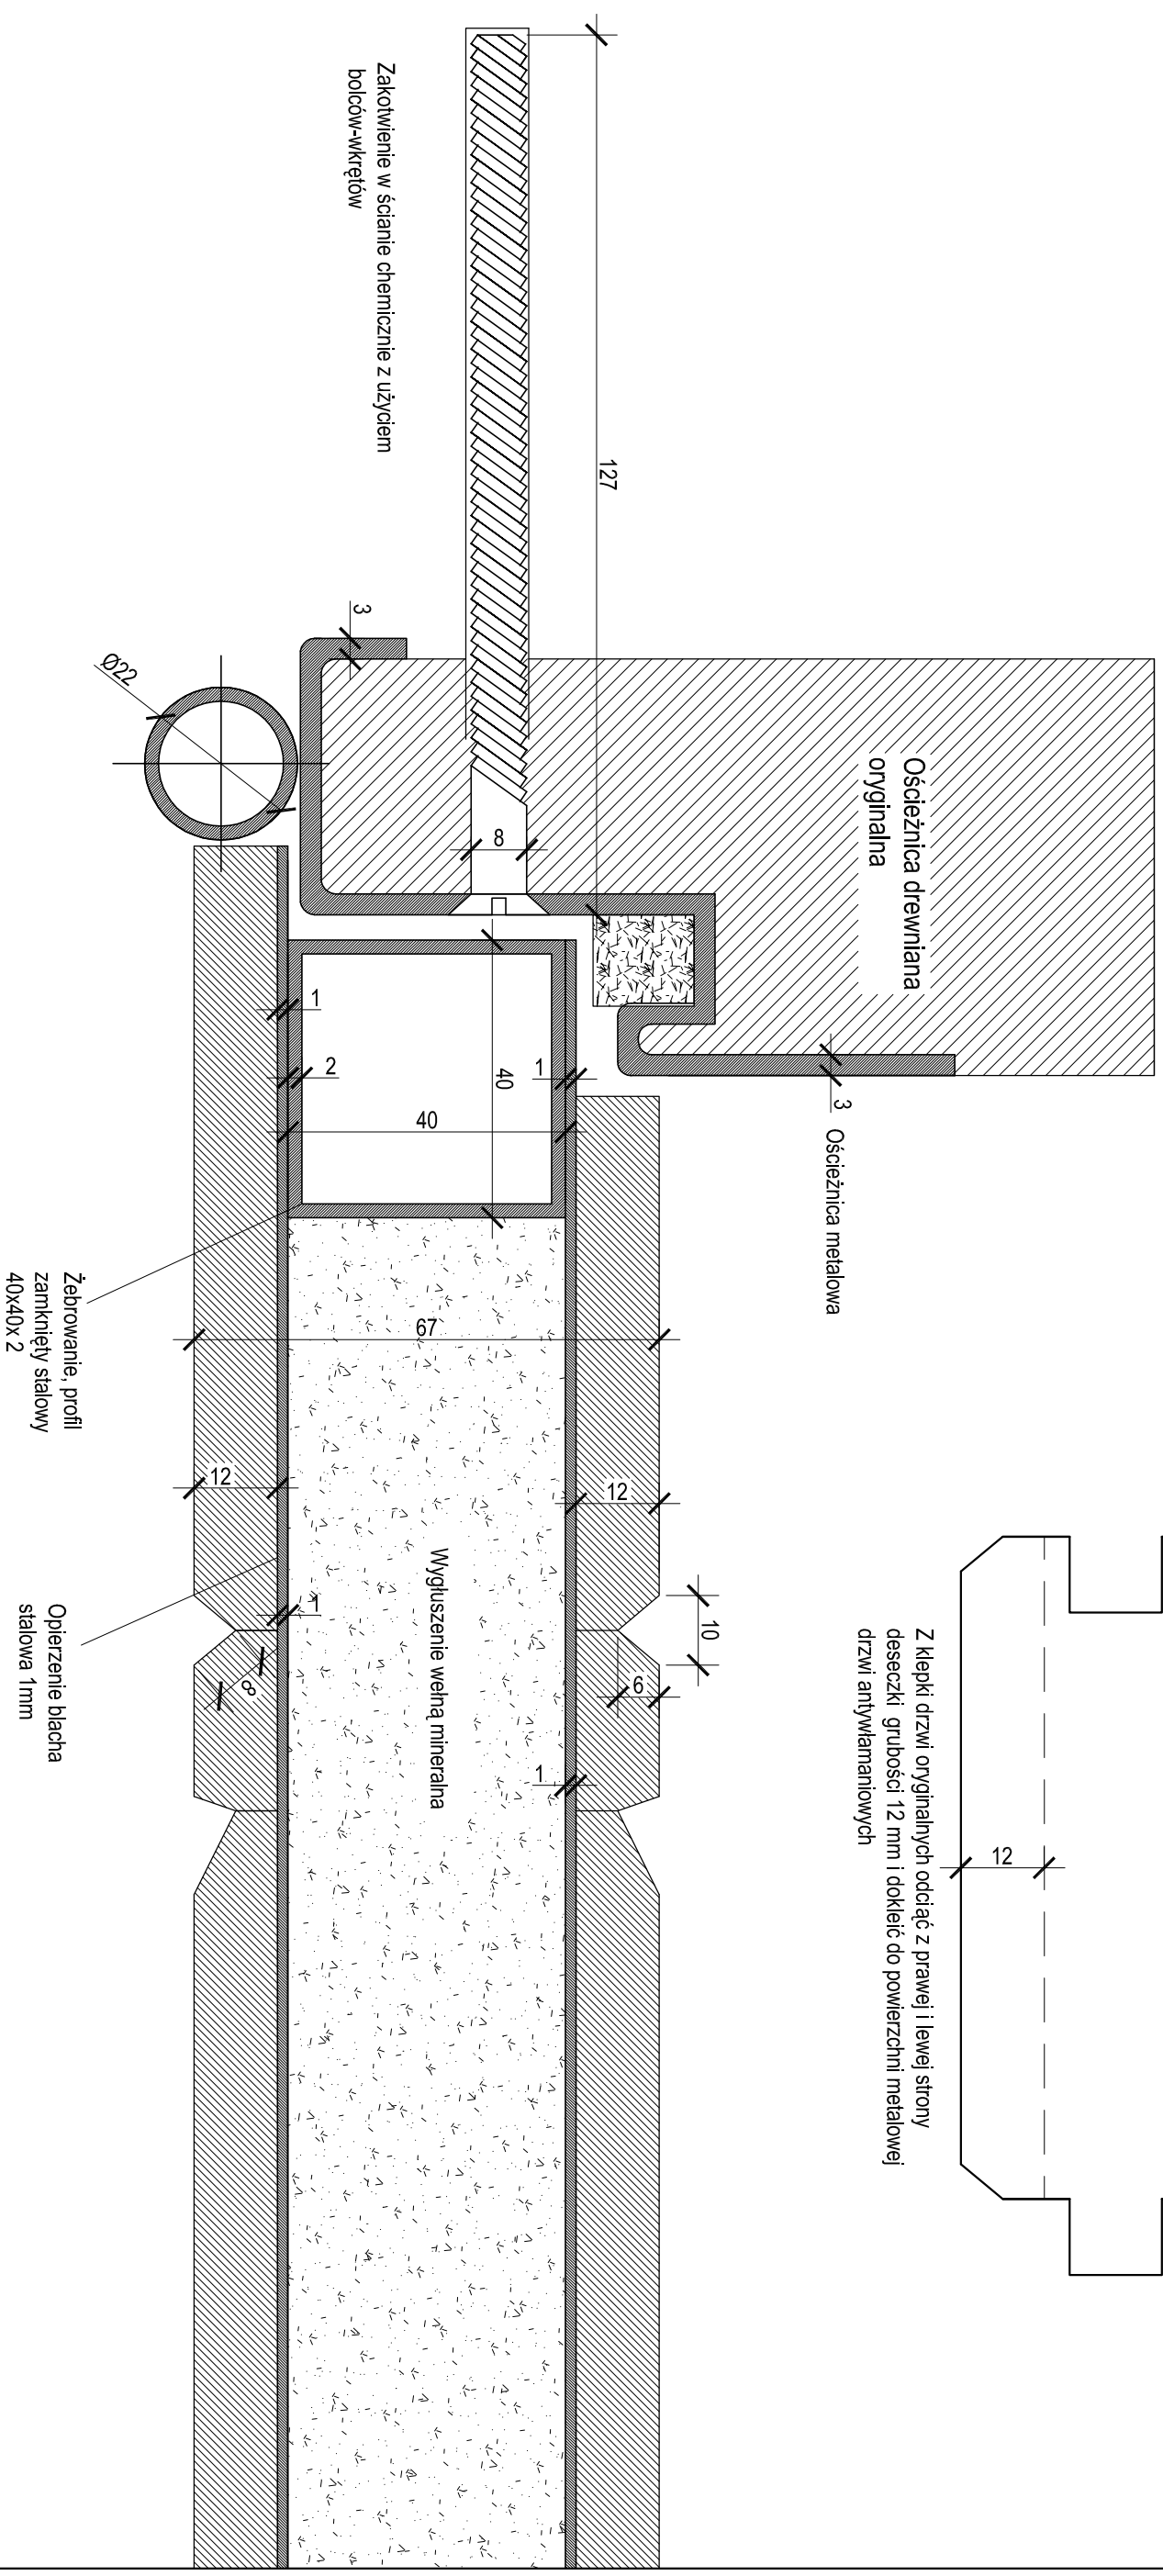 Zakotwienie w ścianie chemicznie z użyciem
bolców-wkrętów
127
3
Ø22
8
Ościeżnica drewniana
oryginalna
3
Ościeżnica metalowa
1
2
1
40
40
67
Żebrowanie, profil
zamknięty stalowy
40x40x 2
12
12
10
6
1
8
1
Wygłuszenie wełną mineralna
Opierzenie blacha
stalowa 1mm
Z klepki drzwi oryginalnych odciąć z prawej i lewej strony
deseczki grubości 12 mm i dokleić do powierzchni metalowej
drzwi antywłamaniowych
12